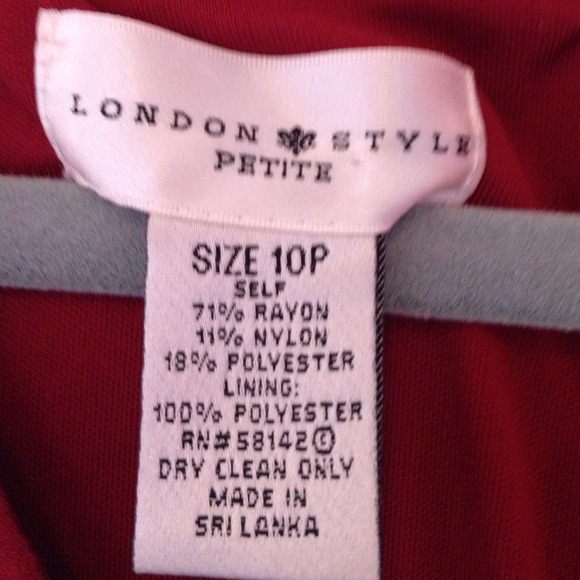 LONDON STYLE
PETITE
SIZE 10P
SELF
71% RAYON
11% NYLON
18% POLYESTER
LINING:
100% POLYESTER
RN#58142 Ⓒ
DRY CLEAN ONLY
MADE IN
SRI LANKA